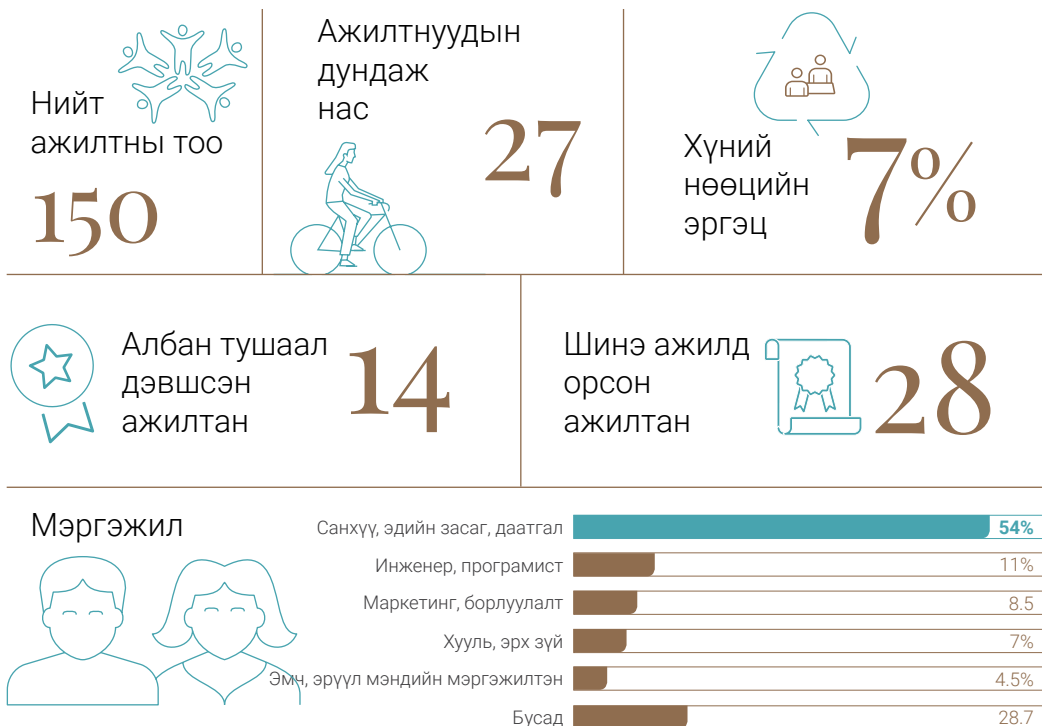 Нийт
ажилтны тоо
150
Ажилтнуудын
дундаж
нас
27
Хүний
нөөцийн
эргэц
7%
Албан тушаал
дэвшсэн
ажилтан
14
Шинэ ажилд
орсон
ажилтан
28
Мэргэжил
Санхүү, эдийн засаг, даатгал 54%
Инженер, програмист 11%
Маркетинг, борлуулалт 8.5
Хууль, эрх зүй 7%
Эмч, эрүүл мэндийн мэргэжилтэн 4.5%
Бусад 28.7